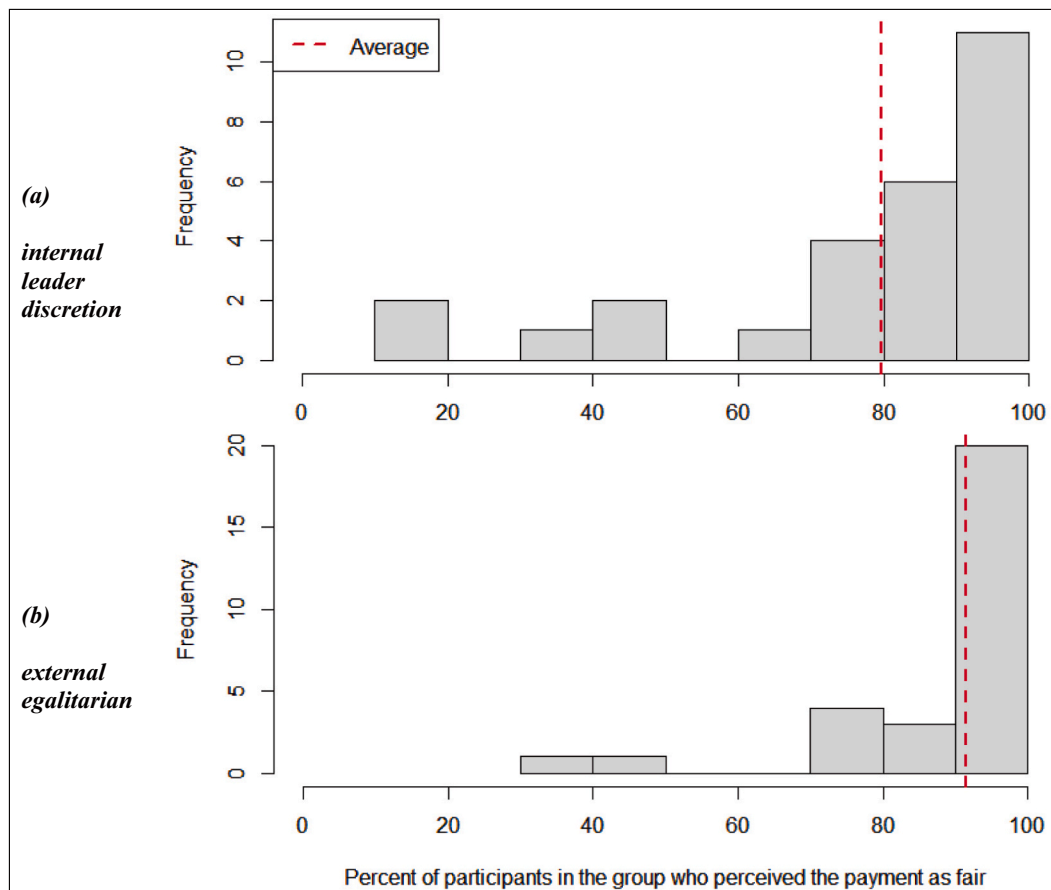 Average
(a)
internal
leader
discretion
Frequency
0 2 4 6 8 10
0 20 40 60 80 100
(b)
external
egalitarian
Frequency
0 5 10 15 20
0 20 40 60 80 100
Percent of participants in the group who perceived the payment as fair